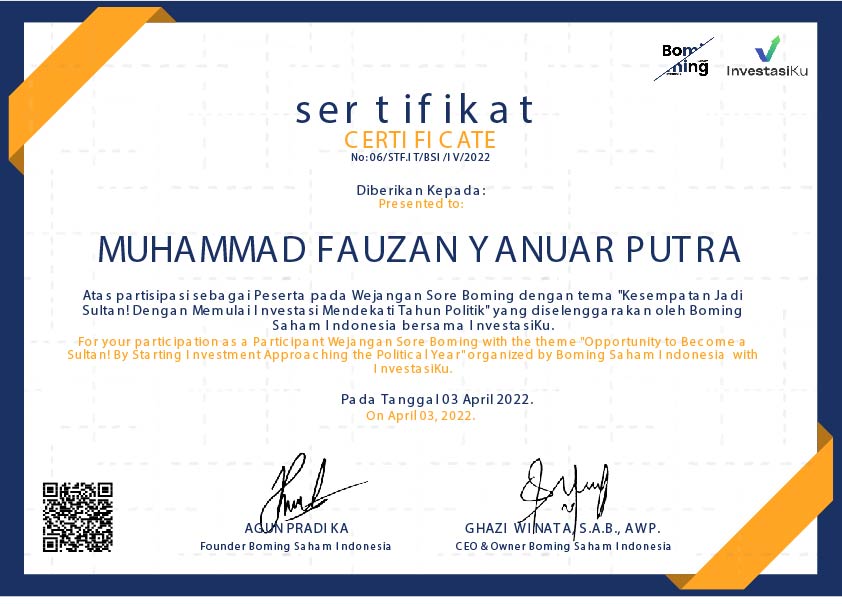 Boming
InvestasiKu
sertifikat
CERTIFICATE
No:06/STF.IT/BSI/IV/2022
Diberikan Kepada:
Presented to:
MUHAMMAD FAUZAN YANUAR PUTRA
Atas partisipasi sebagai Peserta pada Wejangan Sore Boming dengan tema "Kesempatan Jadi
Sultan! Dengan Memulai Investasi Mendekati Tahun Politik" yang diselenggarakan oleh Boming
Saham Indonesia bersama InvestasiKu.
For your participation as a Participant Wejangan Sore Boming with the theme "Opportunity to Become a
Sultan! By Starting Investment Approaching the Political Year" organized by Boming Saham Indonesia with
InvestasiKu.
Pada Tanggal 03 April 2022.
On April 03, 2022.
AGUN PRADIKA
Founder Boming Saham Indonesia
GHAZI WINATA, S.A.B., AWP.
CEO & Owner Boming Saham Indonesia